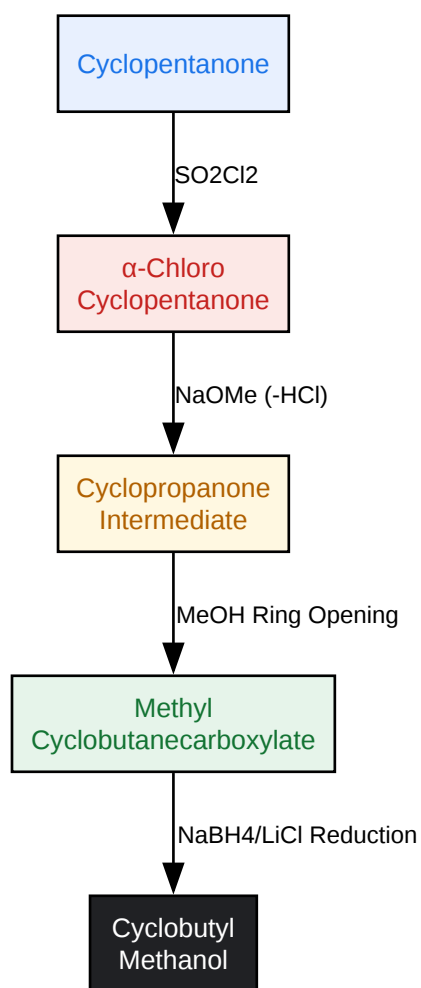 Cyclopentanone
SO2Cl2
α-Chloro
Cyclopentanone
NaOMe (-HCl)
Cyclopropanone
Intermediate
MeOH Ring Opening
Methyl
Cyclobutanecarboxylate
NaBH4/LiCl Reduction
Cyclobutyl
Methanol